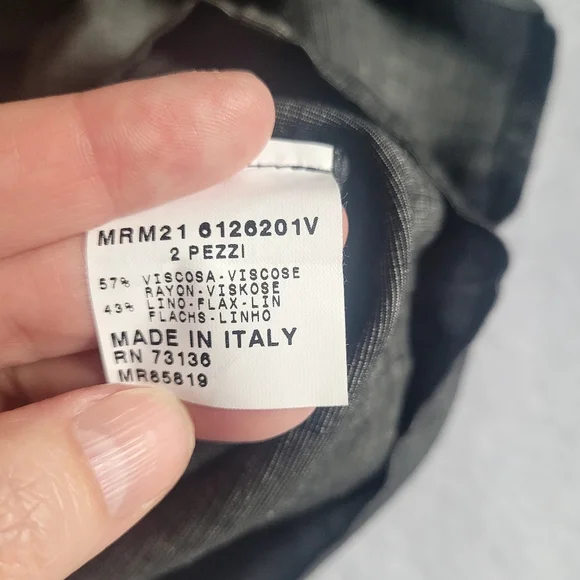 MRM21 6126201V
2 PEZZI
57% VISCOSA-VISCOSE
RAYON-VISKOSE
43% LINO-FLAX-LIN
FLACHS-LINHO
MADE IN ITALY
RN 73136
MR85819